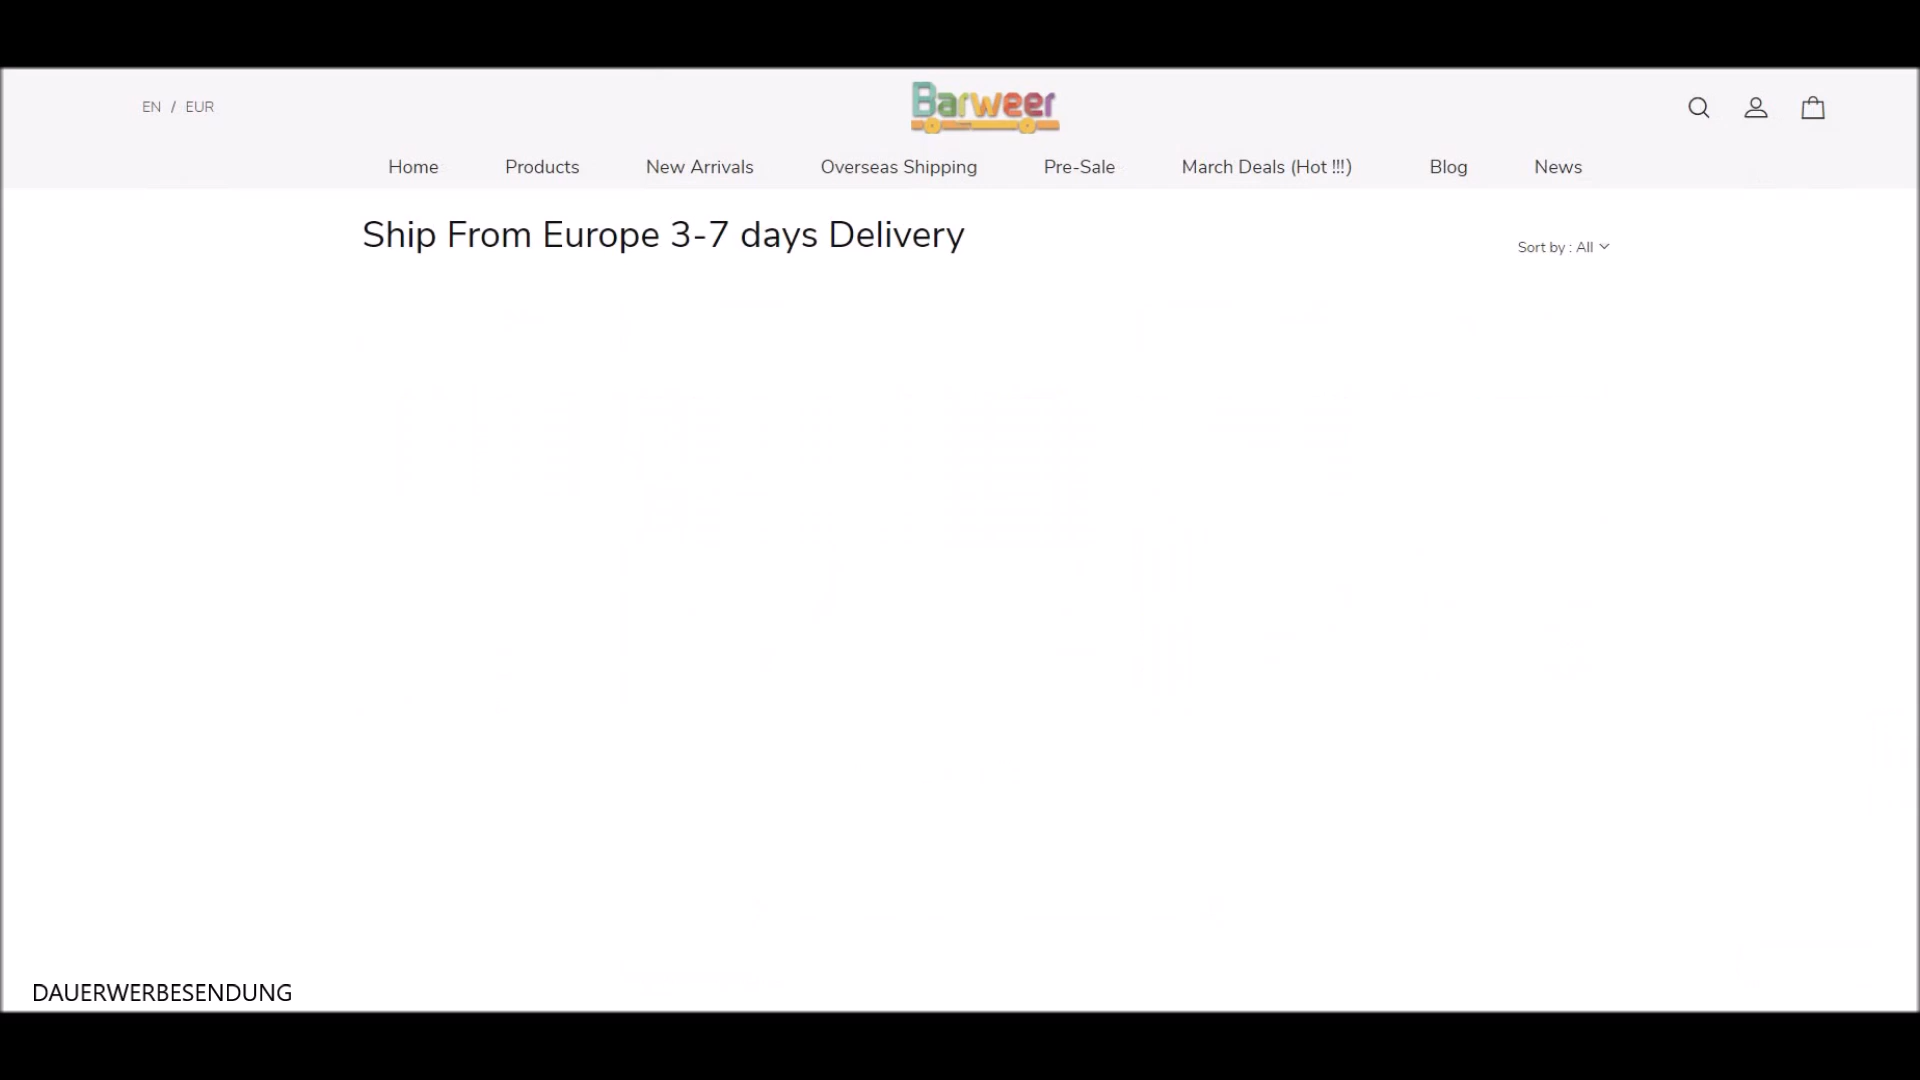 EN / EUR
Barweer
Home Products New Arrivals Overseas Shipping Pre-Sale March Deals (Hot !!!) Blog News
Ship From Europe 3-7 days Delivery
Sort by : All
DAUERWERBESENDUNG